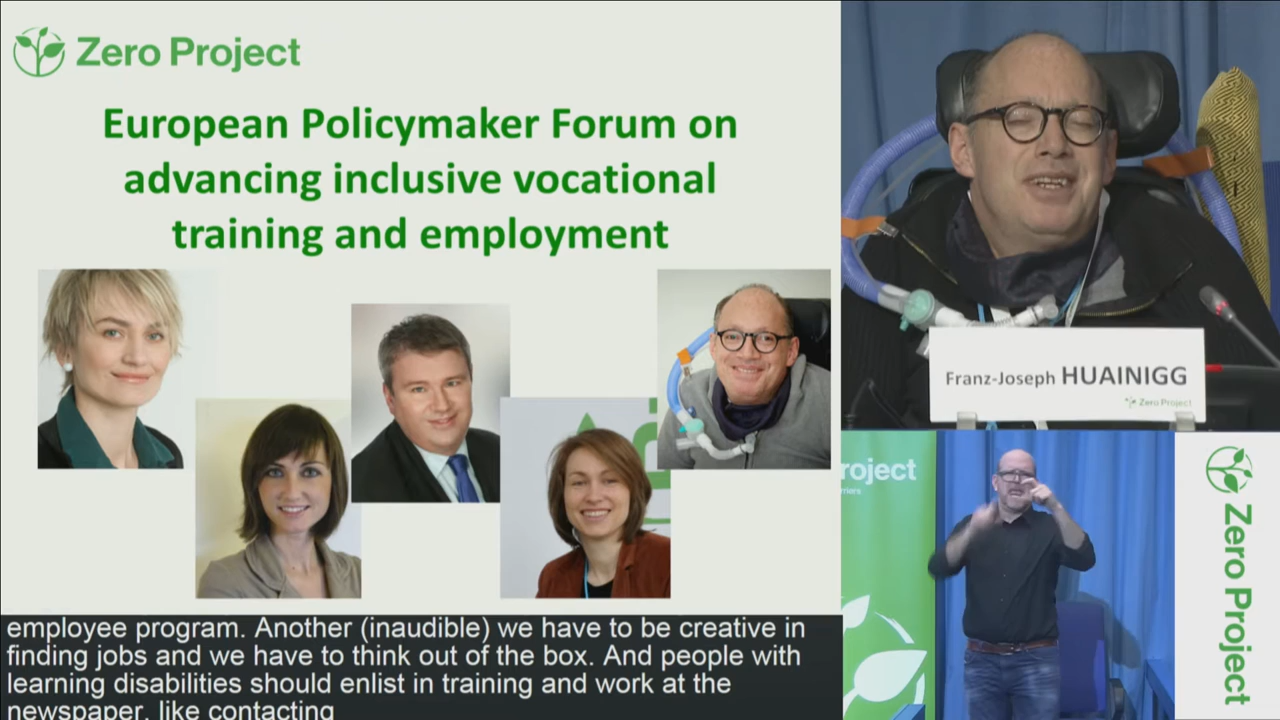 Zero Project
European Policymaker Forum on
advancing inclusive vocational
training and employment
employee program. Another (inaudible) we have to be creative in
finding jobs and we have to think out of the box. And people with
learning disabilities should enlist in training and work at the
newspaper, like contacting
Franz-Joseph HUAINIGG
Zero Project
roject
Zero Project